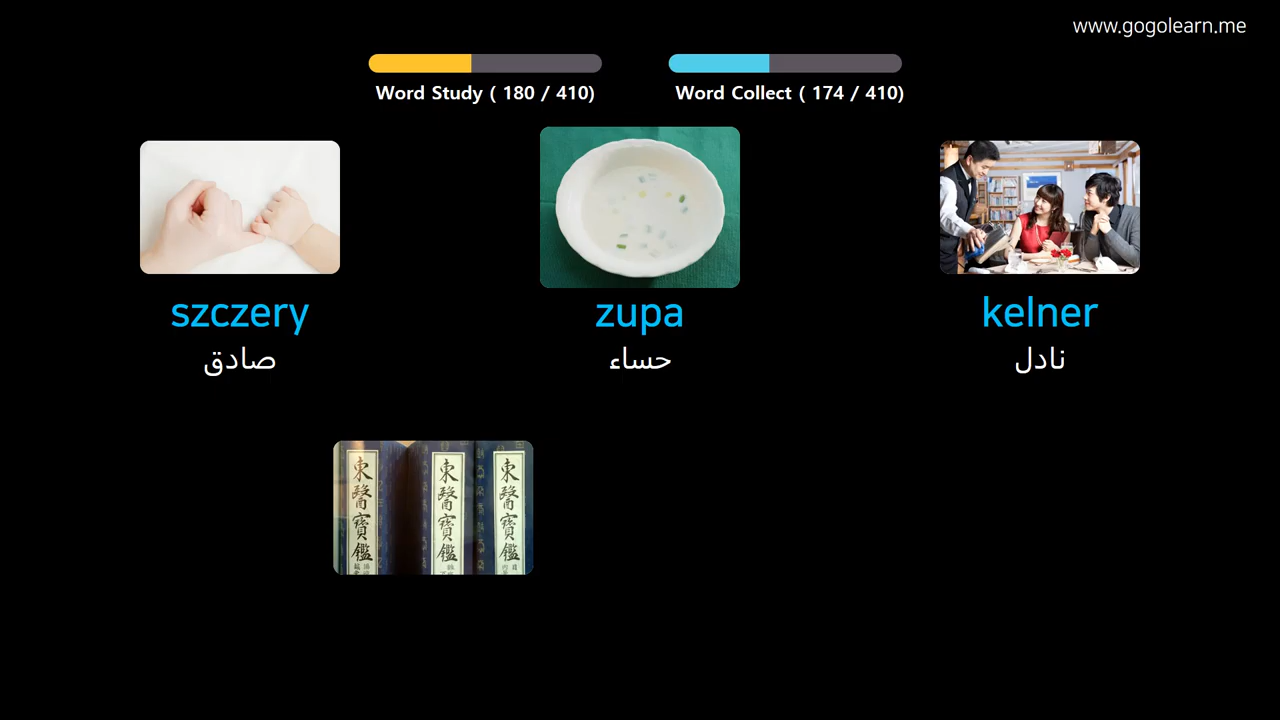 www.gogolearn.me
Word Study ( 180 / 410)
Word Collect ( 174 / 410)
szczery
صادق
zupa
حساء
kelner
نادل
東醫寶鑑
東醫寶鑑
東醫寶鑑